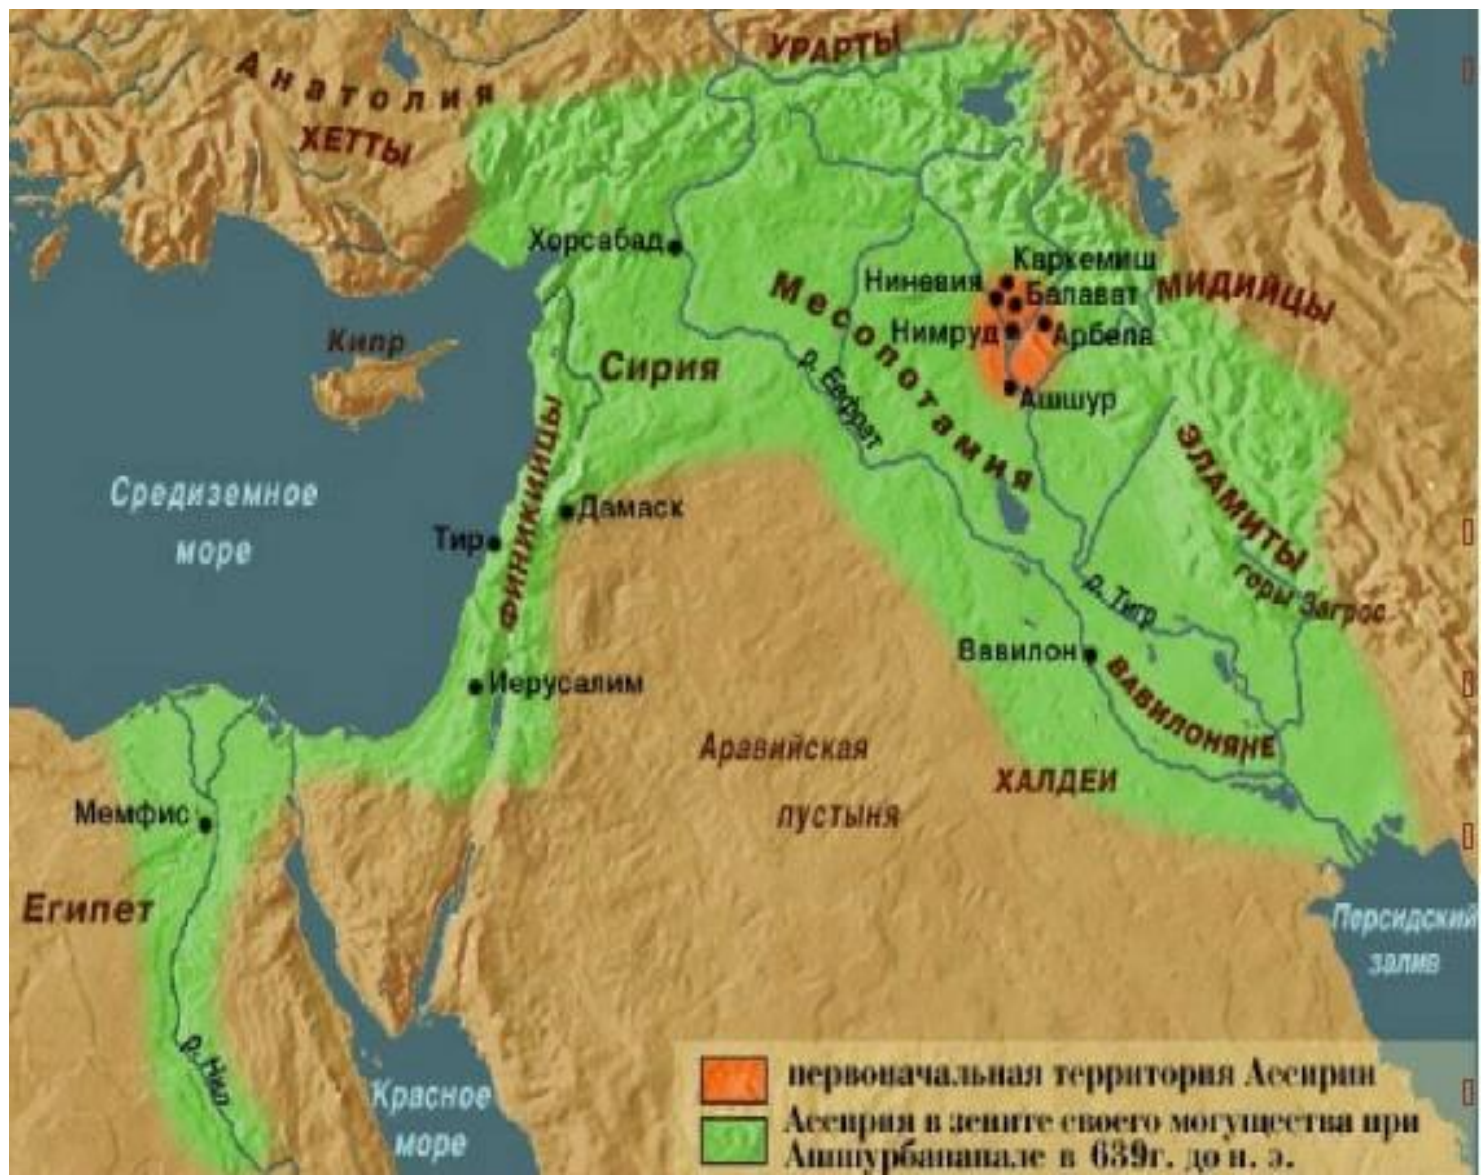 УРАРТЫ
Анатолия
ХЕТТЫ
Хорсабад
Каркемиш
Ниневия
Балават
МИДИЙЦЫ
Месопотамия
Нимруд
Арбела
Кипр
Сирия
р. Евфрат
Ашшур
ЭЛАМИТЫ
Средиземное
море
ФИНИКИЙЦЫ
Дамаск
Тир
р. Тигр
горы Загрос
Вавилон
ВАВИЛОНЯНЕ
Иерусалим
Аравийская
пустыня
ХАЛДЕИ
Мемфис
Египет
Персидский
залив
р. Нил
Красное
море
первоначальная территория Ассирии
Ассирия в зените своего могущества при
Ашшурбанапале в 639г. до н. э.